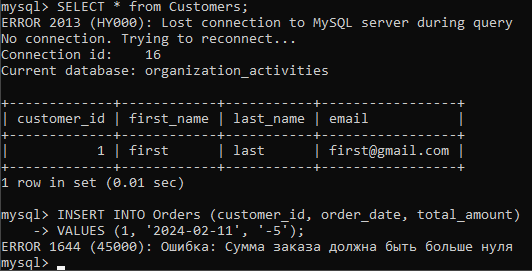 mysql> SELECT * from Customers;
ERROR 2013 (HY000): Lost connection to MySQL server during query
No connection. Trying to reconnect...
Connection id:    16
Current database: organization_activities

+-------------+------------+-----------+-----------------+
| customer_id | first_name | last_name | email           |
+-------------+------------+-----------+-----------------+
|           1 | first      | last      | first@gmail.com |
+-------------+------------+-----------+-----------------+
1 row in set (0.01 sec)

mysql> INSERT INTO Orders (customer_id, order_date, total_amount)
    -> VALUES (1, '2024-02-11', '-5');
ERROR 1644 (45000): Ошибка: Сумма заказа должна быть больше нуля
mysql>